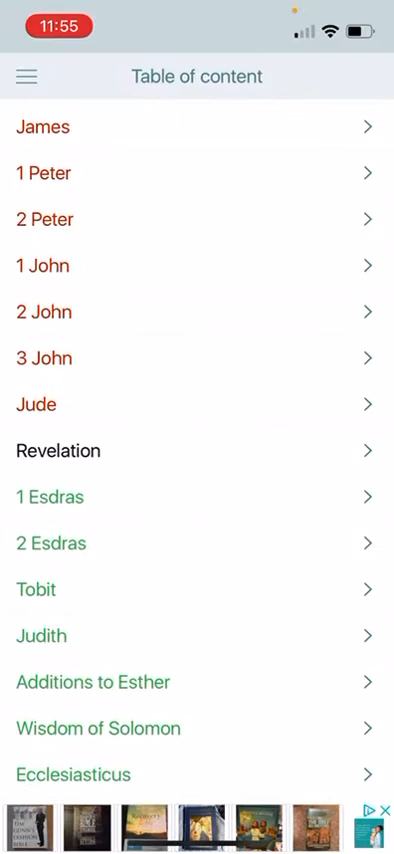 11:55
Table of content
James
1 Peter
2 Peter
1 John
2 John
3 John
Jude
Revelation
1 Esdras
2 Esdras
Tobit
Judith
Additions to Esther
Wisdom of Solomon
Ecclesiasticus